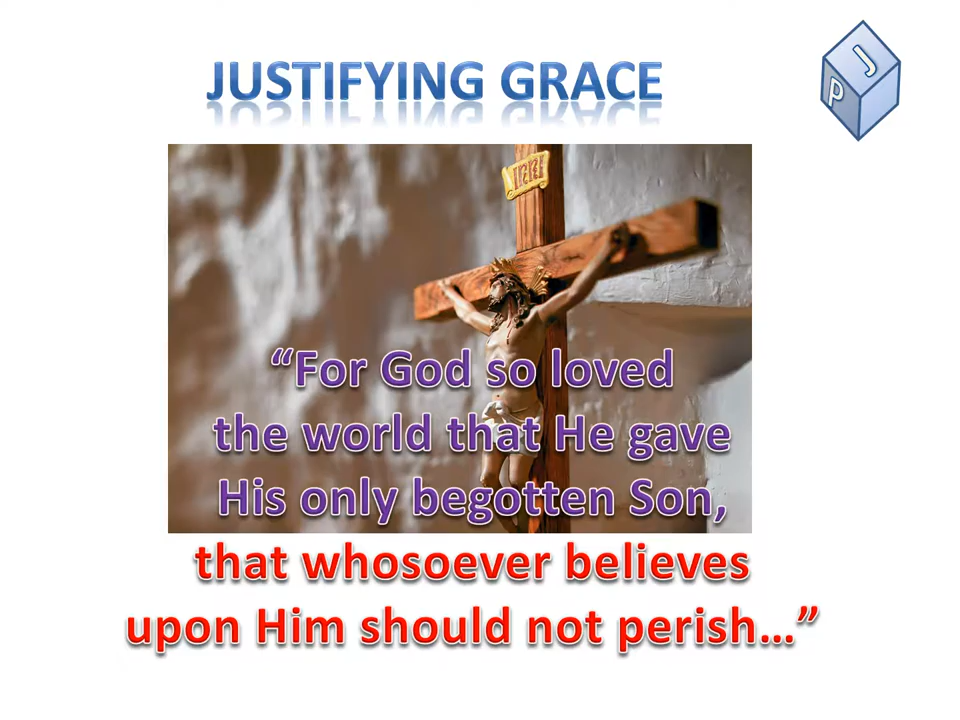 JUSTIFYING GRACE
J
P
INRI
“For God so loved
the world that He gave
His only begotten Son,
that whosoever believes
upon Him should not perish…”